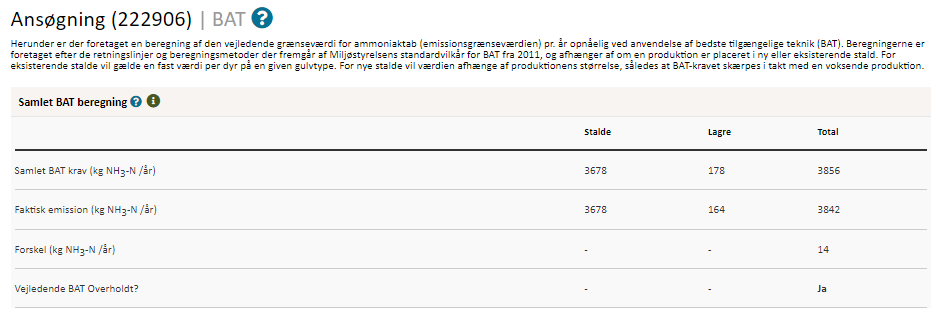 Ansøgning (222906) | BAT ?
Herunder er der foretaget en beregning af den vejledende grænseværdi for ammoniaktab (emissionsgrænseværdien) pr. år opnåelig ved anvendelse af bedste tilgængelige teknik (BAT). Beregningerne er
foretaget efter de retningslinjer og beregningsmetoder der fremgår af Miljøstyrelsens standardvilkår for BAT fra 2011, og afhænger af om en produktion er placeret i ny eller eksisterende stald. For
eksisterende stalde vil gælde en fast værdi per dyr på en given gulvtype. For nye stalde vil værdien afhænge af produktionens størrelse, således at BAT-kravet skærpes i takt med en voksende produktion.
Samlet BAT beregning ? i
Stalde Lagre Total
Samlet BAT krav (kg NH3-N /år) 3678 178 3856
Faktisk emission (kg NH3-N /år) 3678 164 3842
Forskel (kg NH3-N /år) - - 14
Vejledende BAT Overholdt? - - Ja